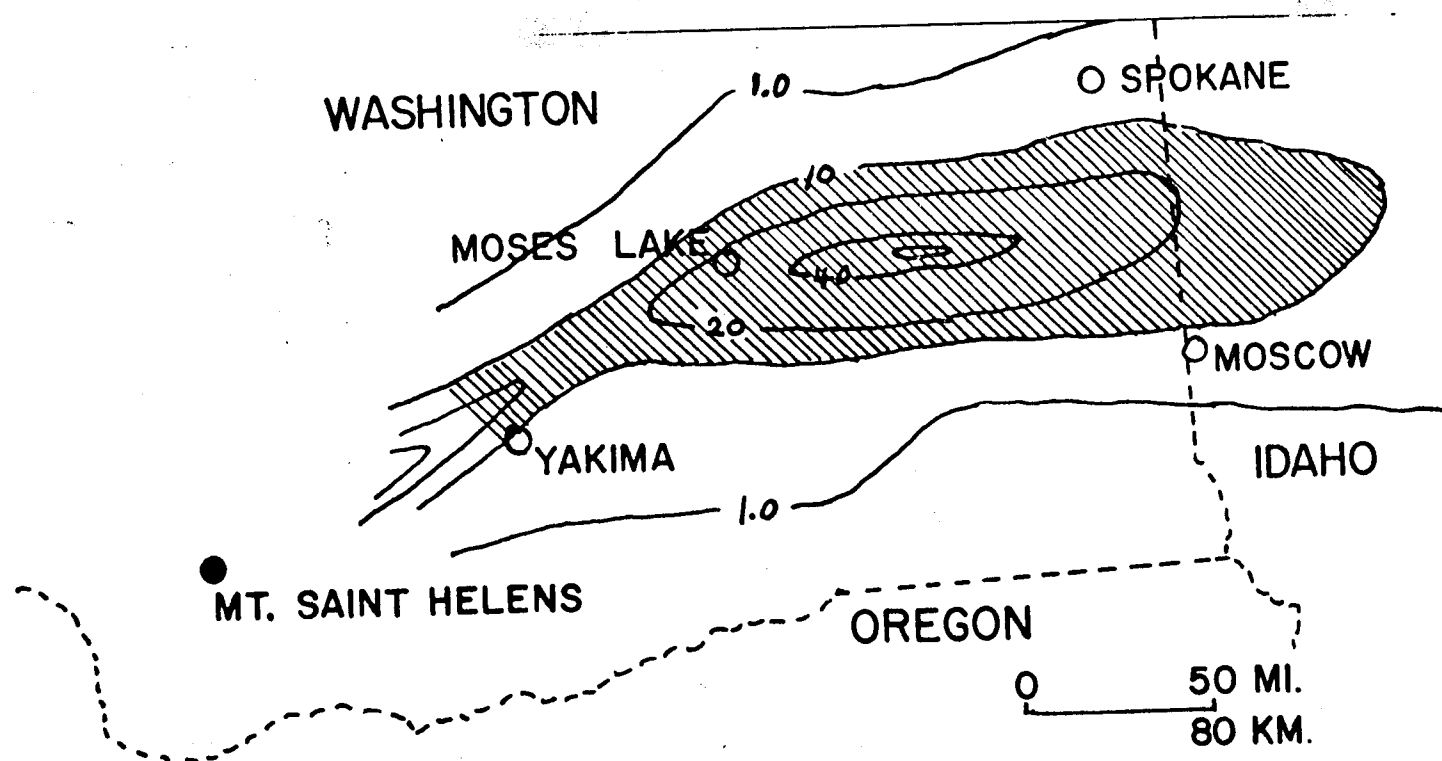 1.0
SPOKANE
WASHINGTON
10
MOSES LAKE
40
20
MOSCOW
YAKIMA
IDAHO
1.0
MT. SAINT HELENS
OREGON
0 50 MI.
80 KM.